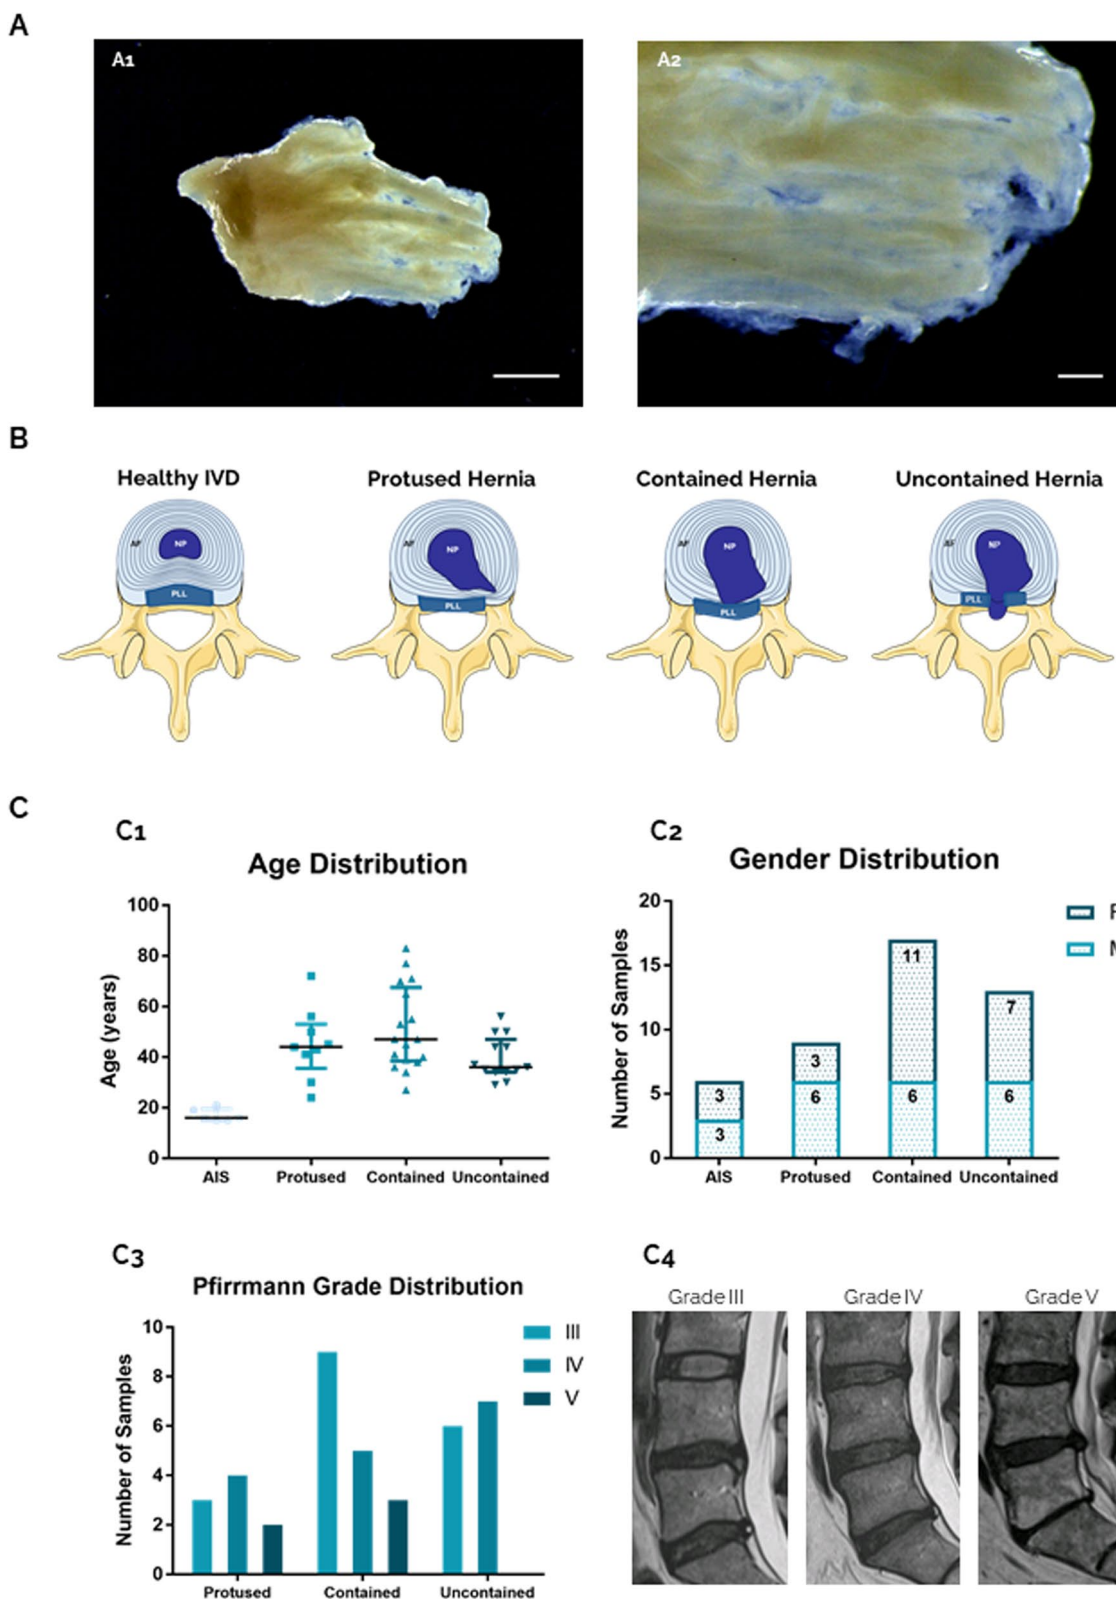 A
A1
A2
B
Healthy IVD
Protused Hernia
Contained Hernia
Uncontained Hernia
AF
NP
PLL
AF
NP
PLL
AF
NP
PLL
AF
NP
PLL
C
C1
Age Distribution
Age (years)
100
80
60
40
20
0
AIS
Protused
Contained
Uncontained
C2
Gender Distribution
Number of Samples
20
15
10
5
0
3
3
3
6
11
6
7
6
AIS
Protused
Contained
Uncontained
F
M
C3
Pfirrmann Grade Distribution
Number of Samples
10
8
6
4
2
0
III
IV
V
Protused
Contained
Uncontained
C4
Grade III
Grade IV
Grade V